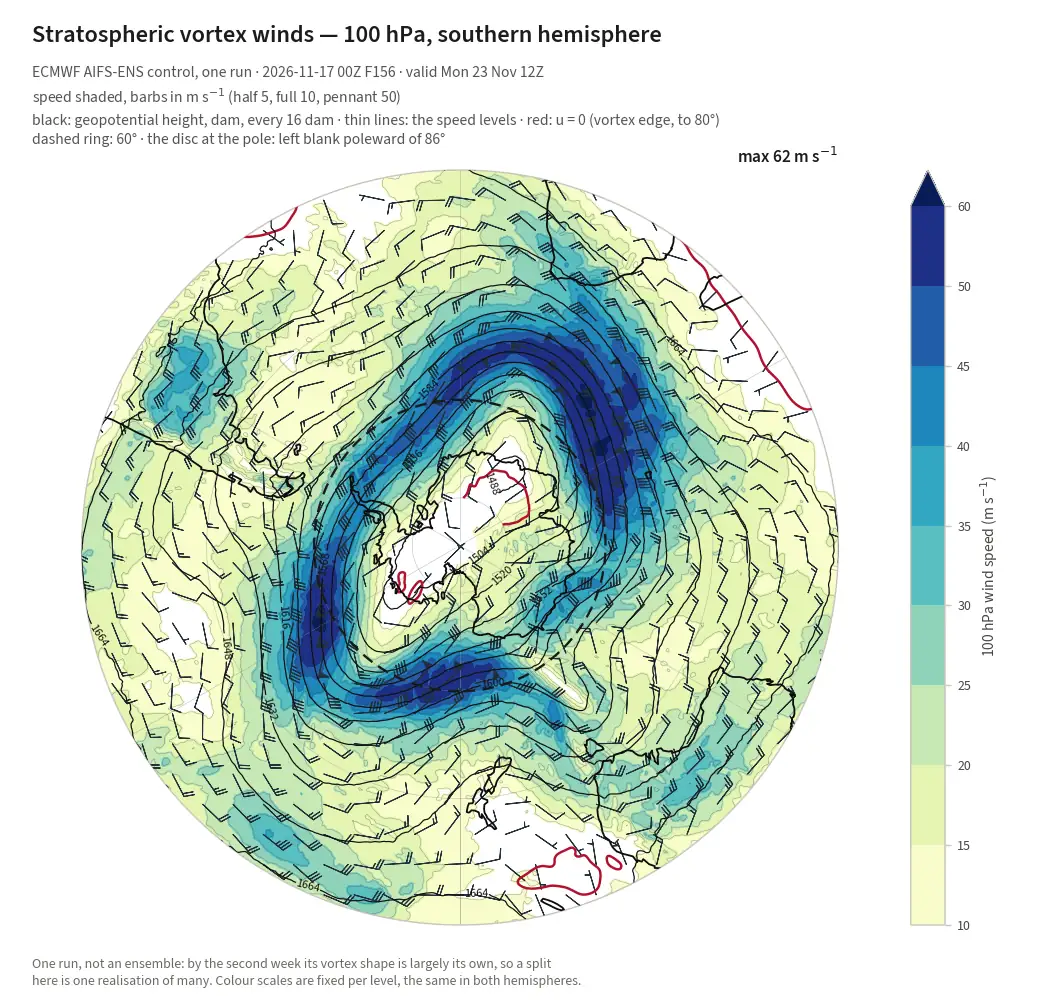 Stratospheric vortex winds — 100 hPa, southern hemisphere
ECMWF AIFS-ENS control, one run · 2026-11-17 00Z F156 · valid Mon 23 Nov 12Z
speed shaded, barbs in m s⁻¹ (half 5, full 10, pennant 50)
black: geopotential height, dam, every 16 dam · thin lines: the speed levels · red: u = 0 (vortex edge, to 80°)
dashed ring: 60° · the disc at the pole: left blank poleward of 86°
max 62 m s⁻¹
60
50
45
40
35
30
25
20
15
10
100 hPa wind speed (m s⁻¹)
1664
1488
1504
1520
1552
1616
1648
1632
1600
1664
1664
1664
One run, not an ensemble: by the second week its vortex shape is largely its own, so a split
here is one realisation of many. Colour scales are fixed per level, the same in both hemispheres.